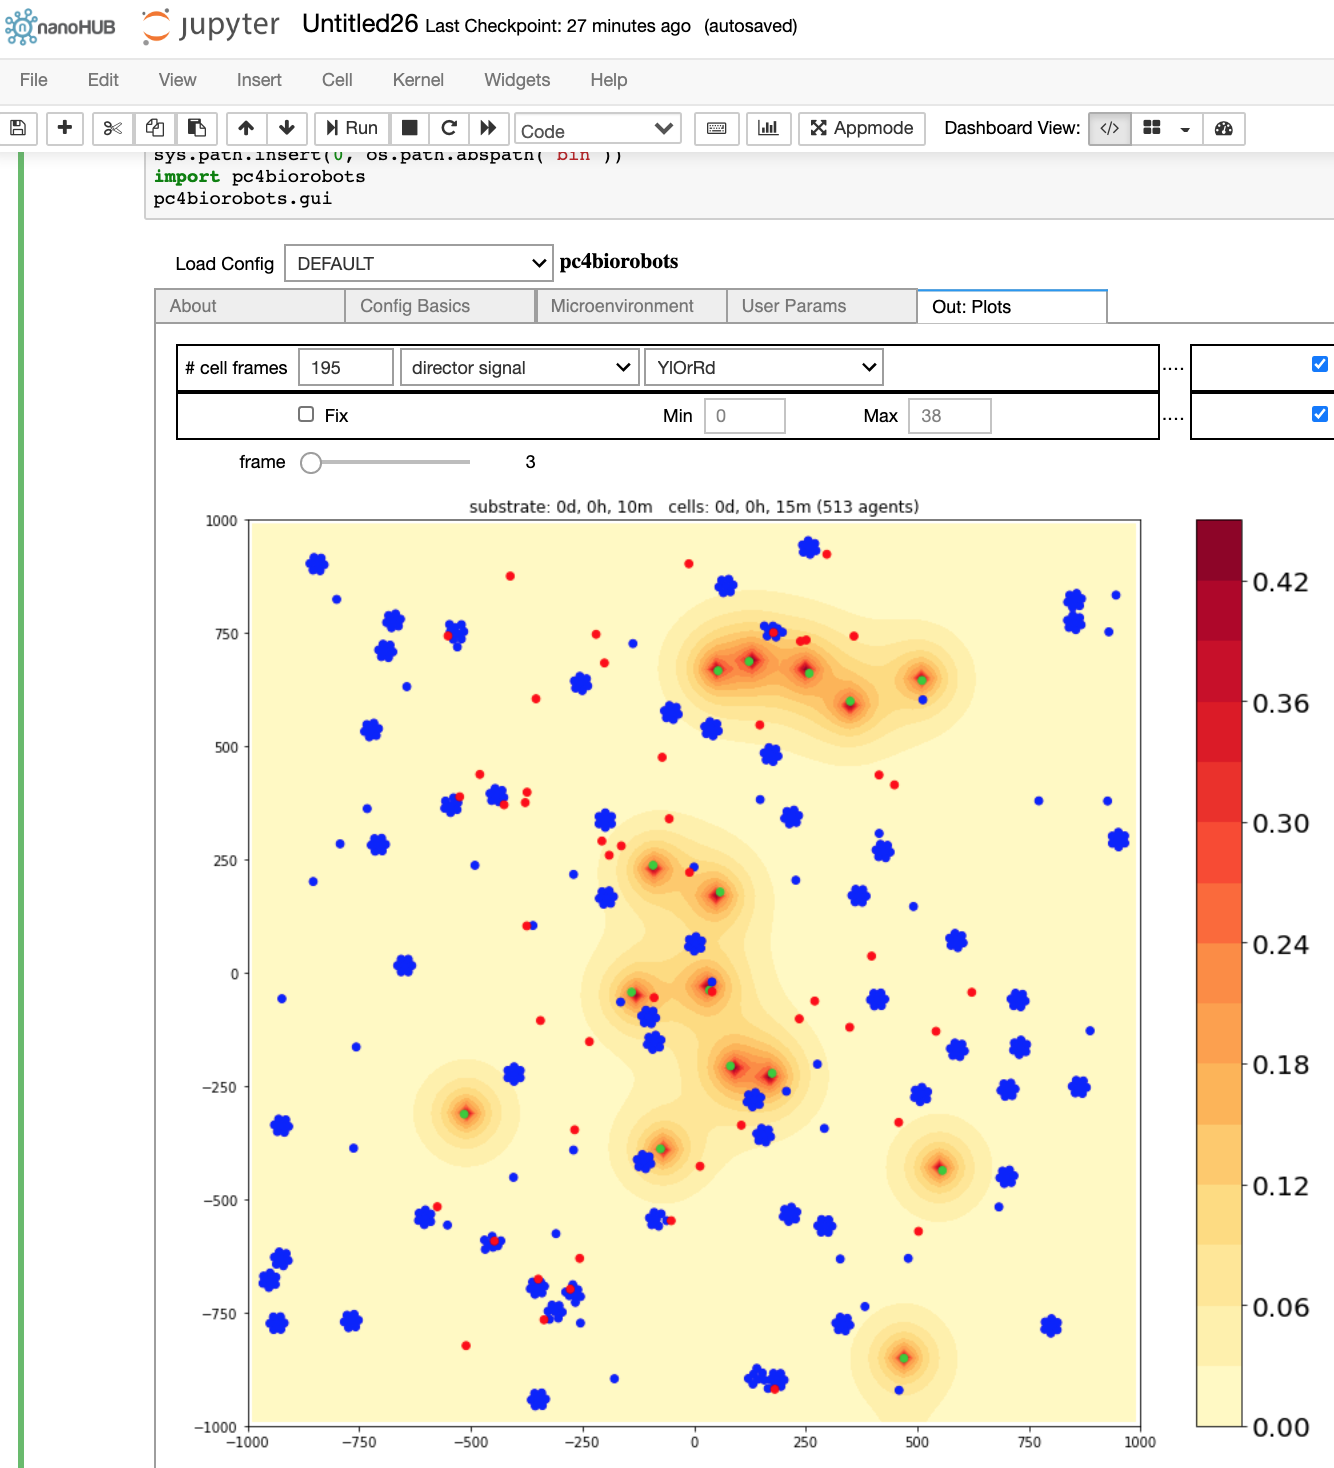 nanoHUB jupyter Untitled26 Last Checkpoint: 27 minutes ago (autosaved)
File Edit View Insert Cell Kernel Widgets Help
Run Code Appmode Dashboard View: </>
sys.path.insert(0, os.path.abspath('bin'))
import pc4biorobots
pc4biorobots.gui
Load Config DEFAULT pc4biorobots
About Config Basics Microenvironment User Params Out: Plots
# cell frames 195 director signal YlOrRd ....
Fix Min 0 Max 38 ....
frame 3
substrate: 0d, 0h, 10m cells: 0d, 0h, 15m (513 agents)
1000
750
500
250
0
−250
−500
−750
−1000
−1000 −750 −500 −250 0 250 500 750 1000
0.42
0.36
0.30
0.24
0.18
0.12
0.06
0.00